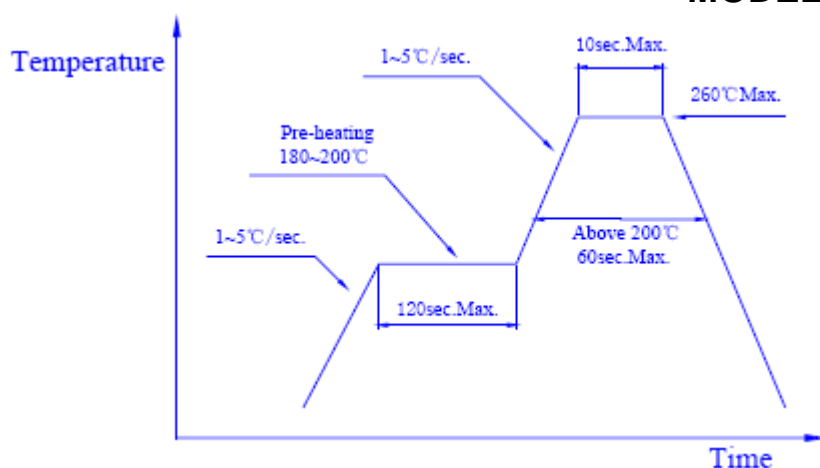 10sec.Max.
1~5℃/sec.
Temperature
260℃Max.
Pre-heating
180~200℃
1~5℃/sec.
Above 200℃
60sec.Max.
120sec.Max.
Time